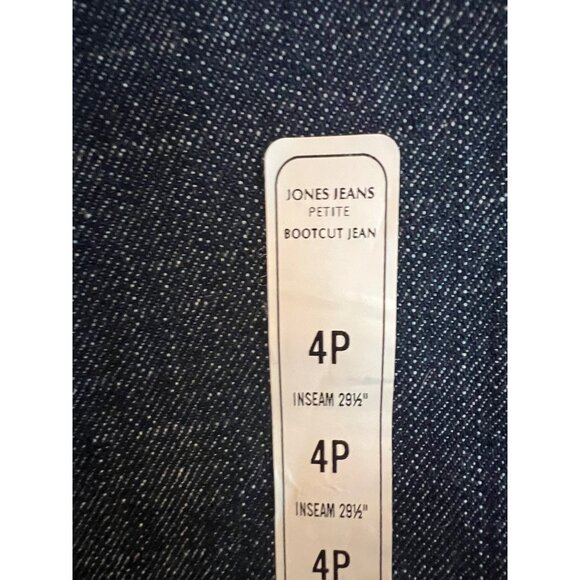 JONES JEANS
PETITE
BOOTCUT JEAN
4P
INSEAM 29½"
4P
INSEAM 29½"
4P